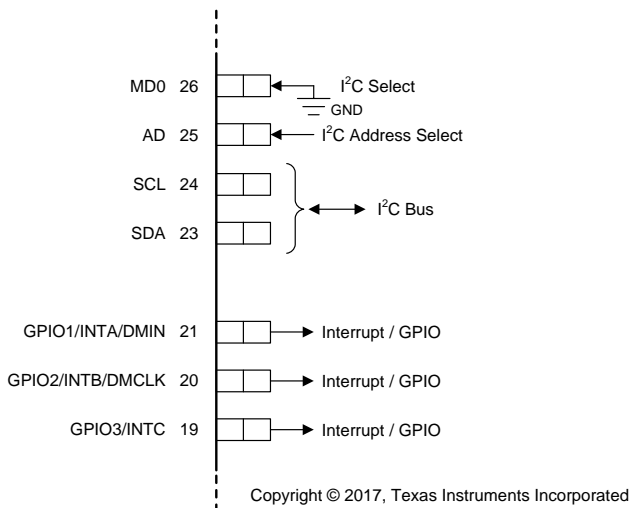 MD0 26 I²C Select
GND
AD 25 I²C Address Select
SCL 24
I²C Bus
SDA 23
GPIO1/INTA/DMIN 21 Interrupt / GPIO
GPIO2/INTB/DMCLK 20 Interrupt / GPIO
GPIO3/INTC 19 Interrupt / GPIO
Copyright © 2017, Texas Instruments Incorporated